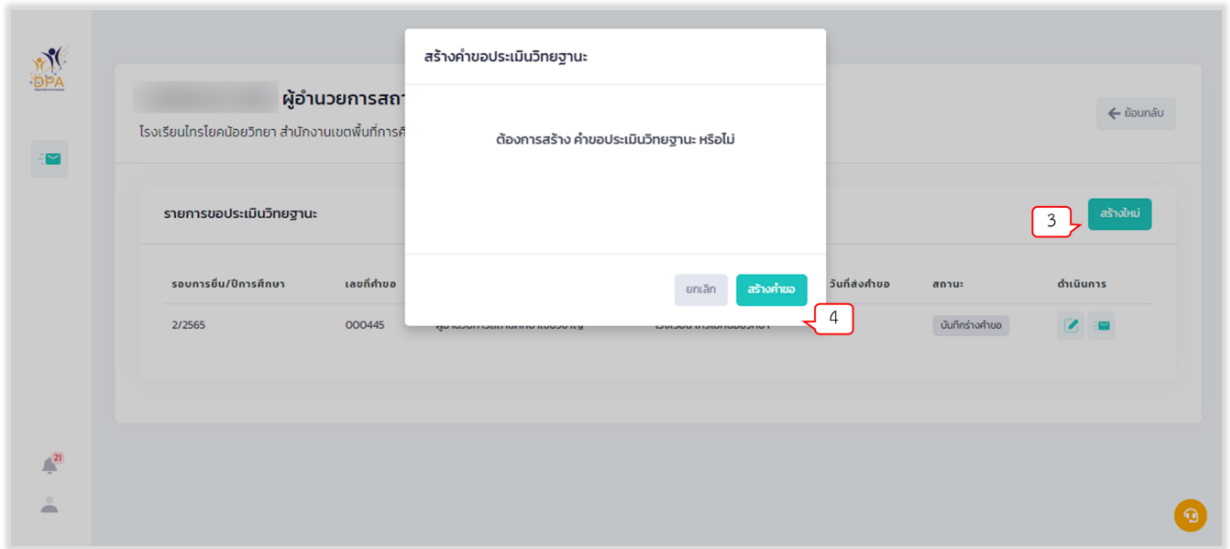 สร้างคำขอประเมินวิทยฐานะ
DPA
ผู้อำนวยการสถา
ย้อนกลับ
โรงเรียนไทรโยคน้อยวิทยา สำนักงานเขตพื้นที่การศึ
ต้องการสร้าง คำขอประเมินวิทยฐานะ หรือไม่
รายการขอประเมินวิทยฐานะ
3
สร้างใหม่
รอบการยื่น/ปีการศึกษา เลขที่คำขอ วันที่ส่งคำขอ สถานะ ดำเนินการ
ยกเลิก สร้างคำขอ
4
2/2565 000445 บันทึกร่างคำขอ
21